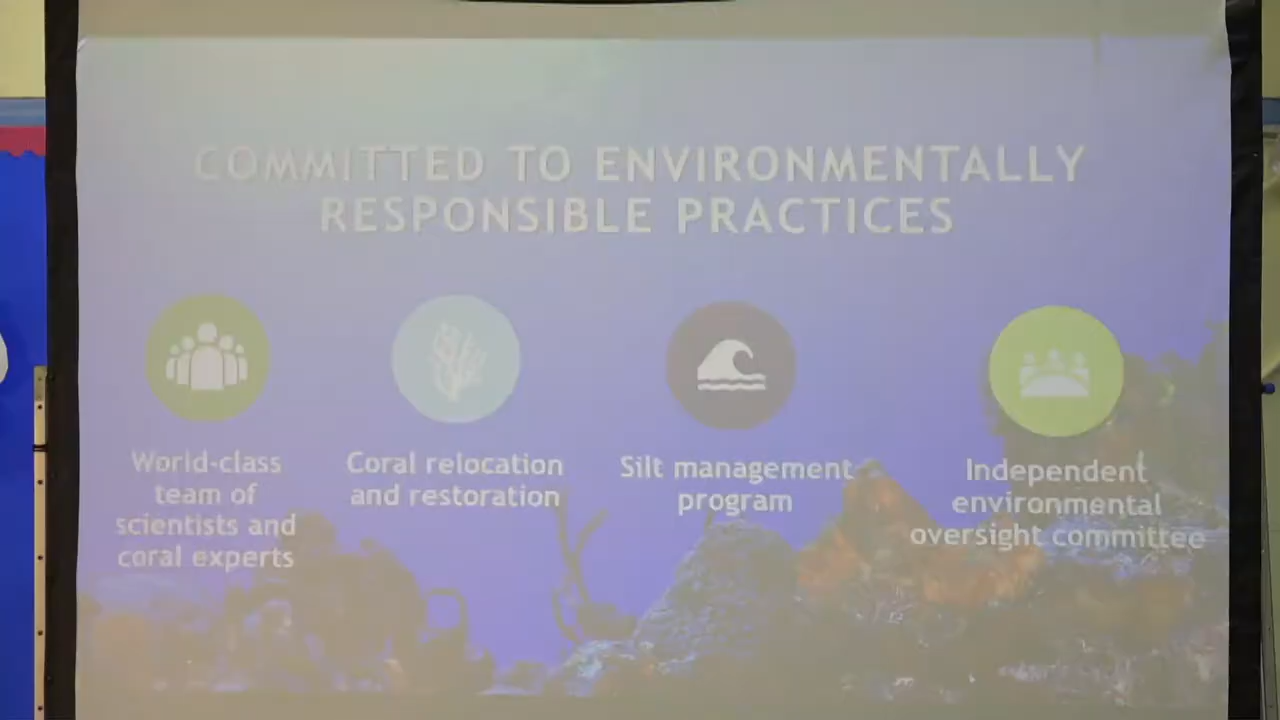 COMMITTED TO ENVIRONMENTALLY
RESPONSIBLE PRACTICES
World-class
team of
scientists and
coral experts
Coral relocation
and restoration
Silt management
program
Independent
environmental
oversight committee